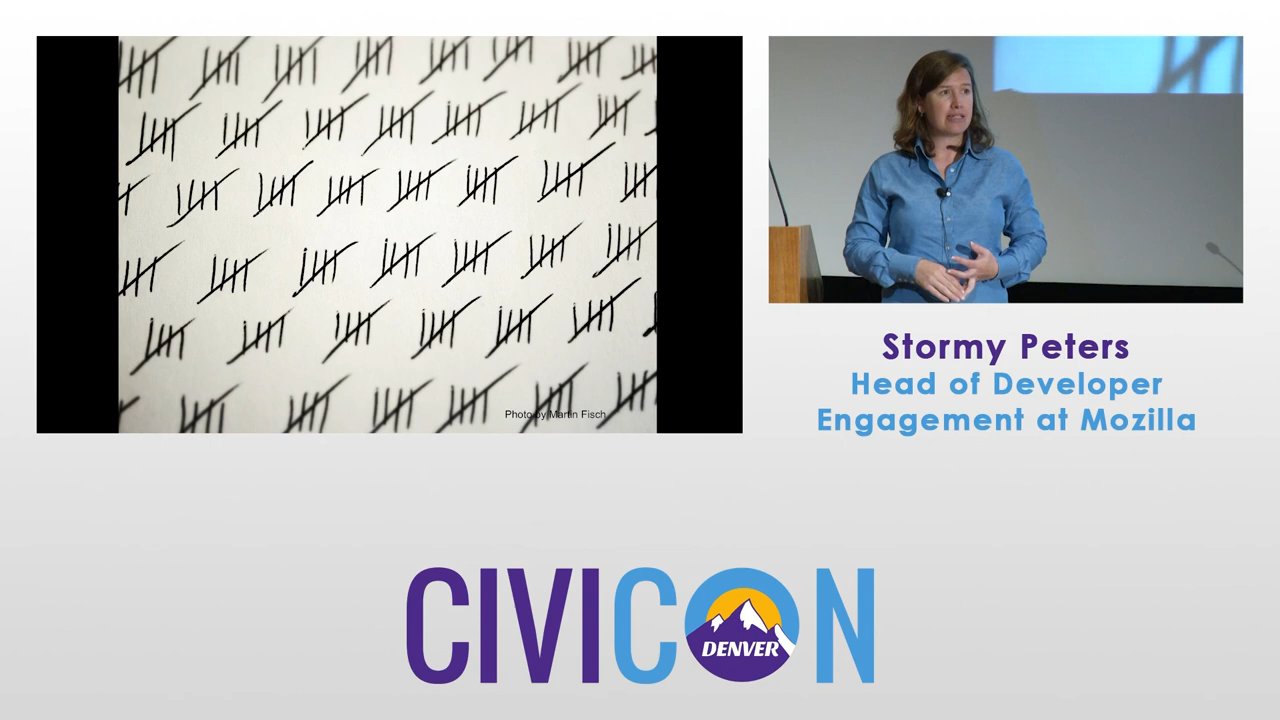 Photo by Martin Fisch
Stormy Peters
Head of Developer
Engagement at Mozilla
CIVICON
DENVER